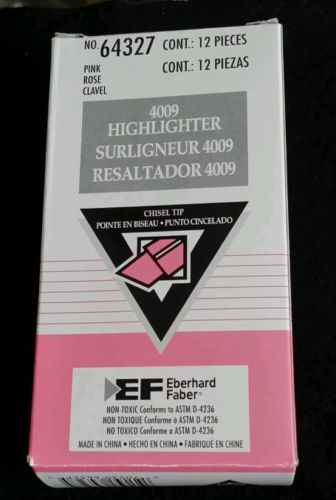 NO. 64327 CONT.: 12 PIECES
CONT.: 12 PIEZAS
PINK
ROSE
CLAVEL
4009
HIGHLIGHTER
SURLIGNEUR 4009
RESALTADOR 4009
CHISEL TIP
POINTE EN BISEAU • PUNTO CINCELADO
EF Eberhard
Faber®
NON-TOXIC Conforms to ASTM D-4236
NON TOXIQUE Conforme à ASTM D-4236
NO TOXICO Conforme a ASTM D-4236
MADE IN CHINA • HECHO EN CHINA • FABRIQUÉ EN CHINE